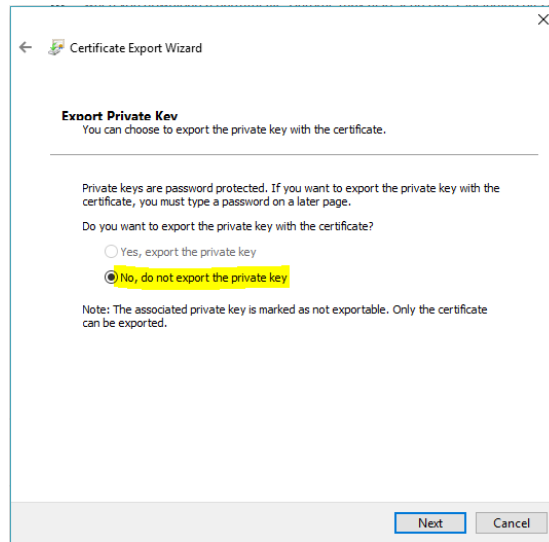 Certificate Export Wizard
Export Private Key
You can choose to export the private key with the certificate.
Private keys are password protected. If you want to export the private key with the
certificate, you must type a password on a later page.
Do you want to export the private key with the certificate?
Yes, export the private key
No, do not export the private key
Note: The associated private key is marked as not exportable. Only the certificate
can be exported.
Next
Cancel